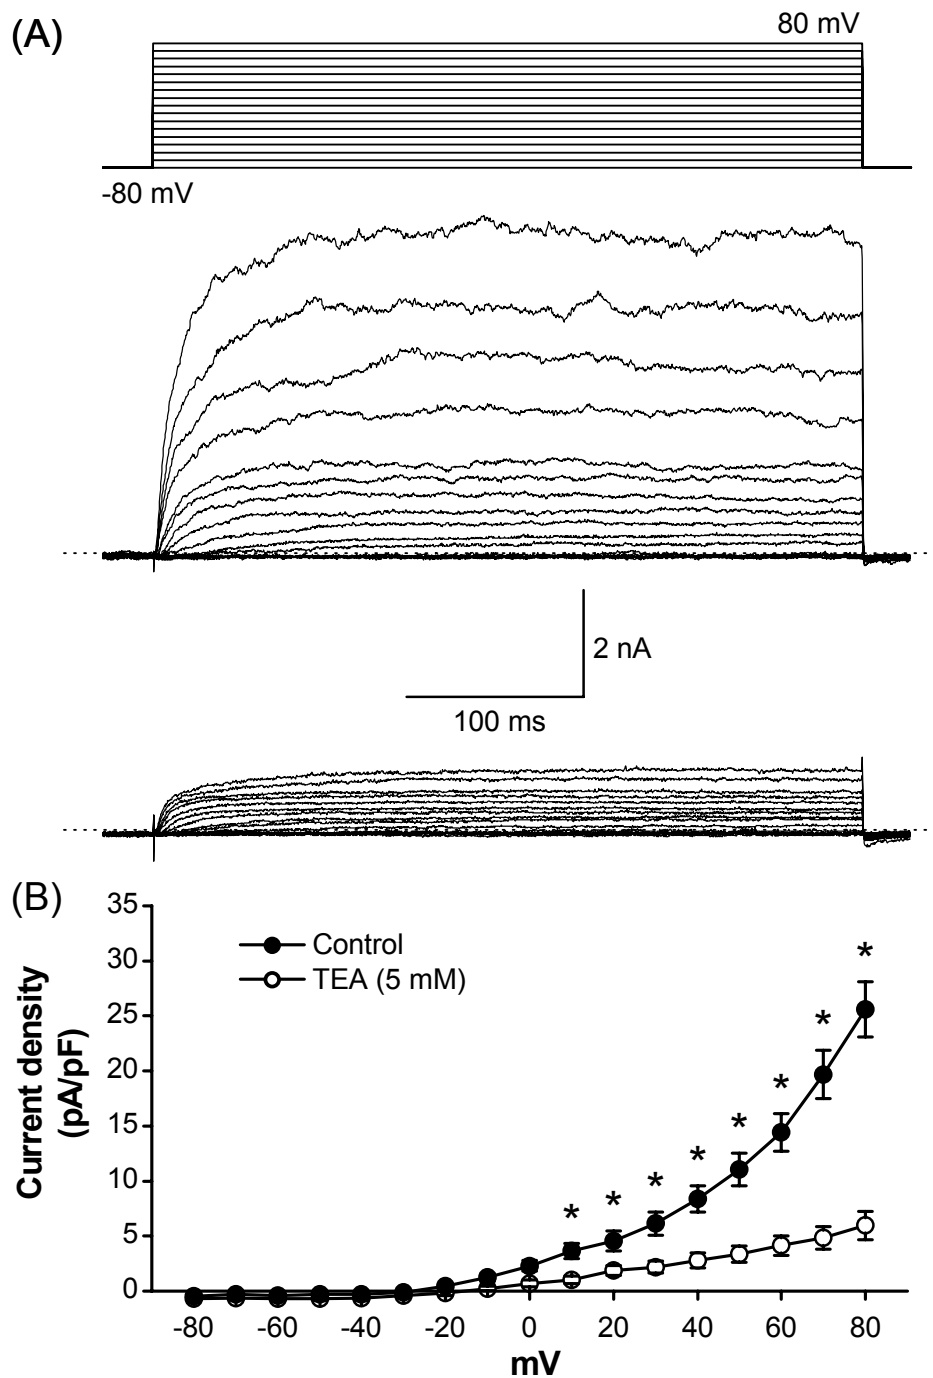 (A)
80 mV
-80 mV
2 nA
100 ms
(B)
35
30
25
20
15
10
5
0
Current density
(pA/pF)
Control
TEA (5 mM)
* * * * * * * *
-80 -60 -40 -20 0 20 40 60 80
mV